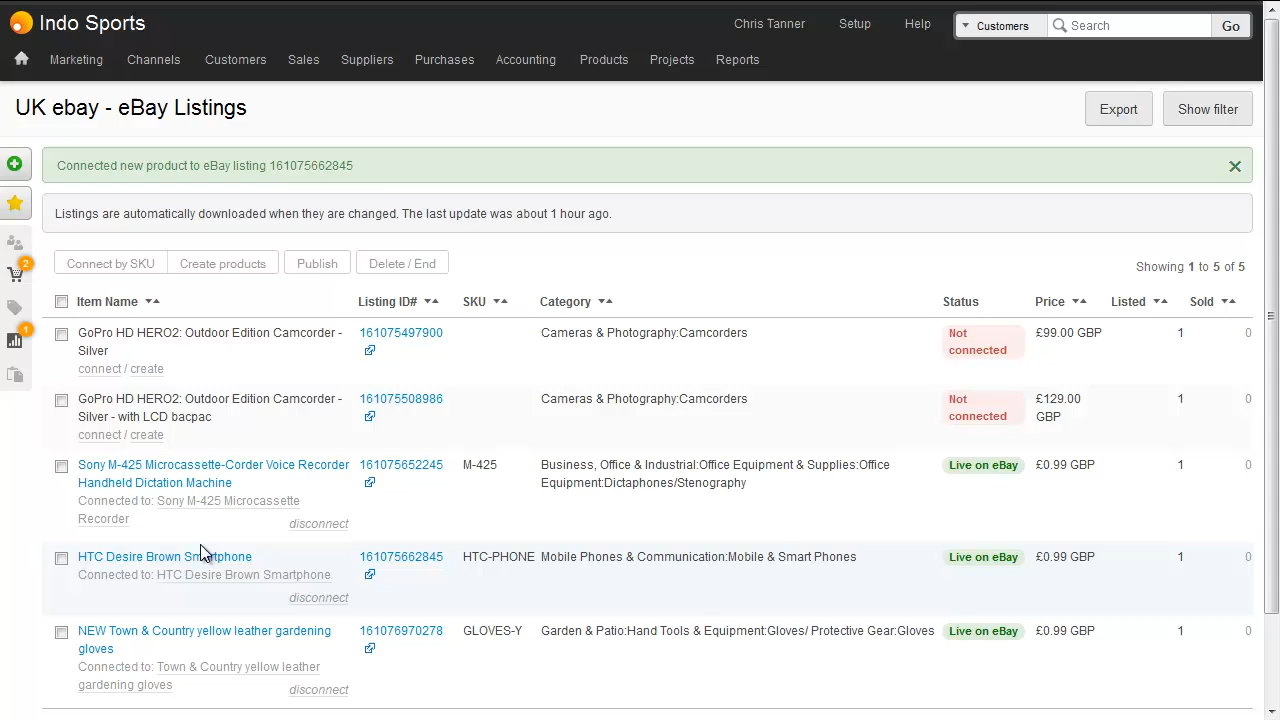 Indo Sports
Chris Tanner Setup Help Customers Search Go
Marketing Channels Customers Sales Suppliers Purchases Accounting Products Projects Reports
UK ebay - eBay Listings
Export Show filter
Connected new product to eBay listing 161075662845
Listings are automatically downloaded when they are changed. The last update was about 1 hour ago.
2
1
Connect by SKU Create products Publish Delete / End
Showing 1 to 5 of 5
Item Name Listing ID# SKU Category Status Price Listed Sold
GoPro HD HERO2: Outdoor Edition Camcorder - 161075497900 Cameras & Photography:Camcorders Not £99.00 GBP 1 0
Silver connected
connect / create
GoPro HD HERO2: Outdoor Edition Camcorder - 161075508986 Cameras & Photography:Camcorders Not £129.00 1 0
Silver - with LCD bacpac connected GBP
connect / create
Sony M-425 Microcassette-Corder Voice Recorder 161075652245 M-425 Business, Office & Industrial:Office Equipment & Supplies:Office Live on eBay £0.99 GBP 1 0
Handheld Dictation Machine Equipment:Dictaphones/Stenography
Connected to: Sony M-425 Microcassette
Recorder disconnect
HTC Desire Brown Smartphone 161075662845 HTC-PHONE Mobile Phones & Communication:Mobile & Smart Phones Live on eBay £0.99 GBP 1 0
Connected to: HTC Desire Brown Smartphone
disconnect
NEW Town & Country yellow leather gardening 161076970278 GLOVES-Y Garden & Patio:Hand Tools & Equipment:Gloves/ Protective Gear:Gloves Live on eBay £0.99 GBP 1 0
gloves
Connected to: Town & Country yellow leather
gardening gloves disconnect